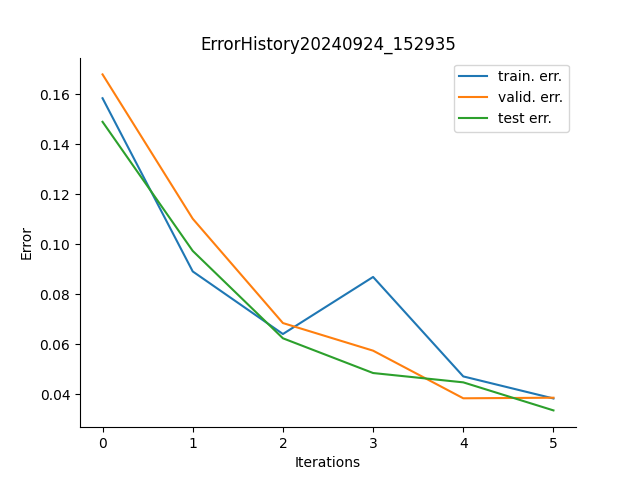 ErrorHistory20240924_152935
train. err.
valid. err.
test err.
Error
0.16
0.14
0.12
0.10
0.08
0.06
0.04
0 1 2 3 4 5
Iterations